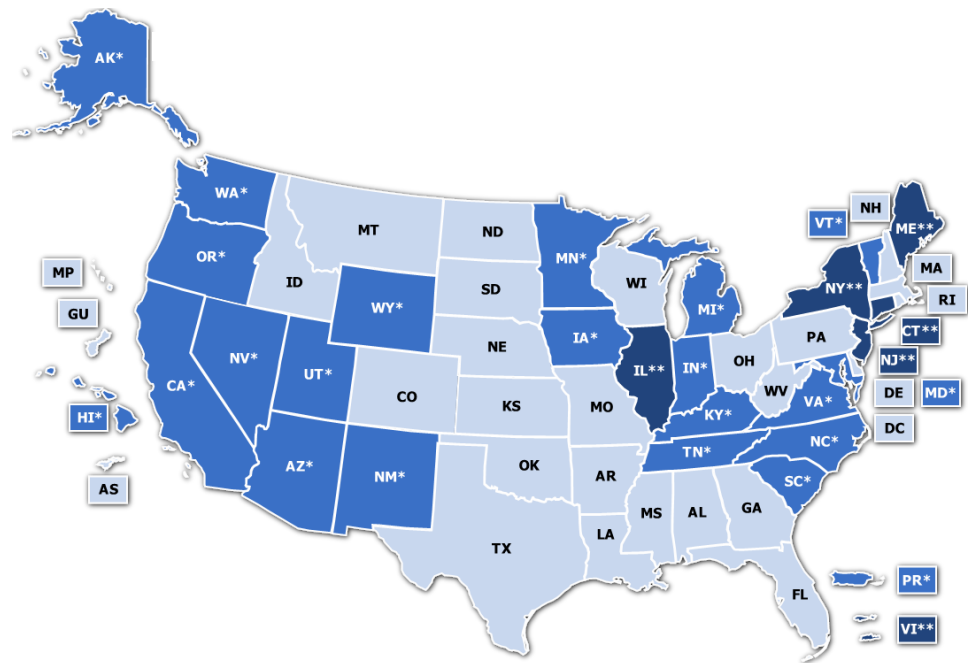 AK*
WA*
MT
ND
MN*
VT*
NH
ME**
OR*
ID
MP
SD
WI
MI*
NY**
MA
RI
GU
WY*
IA*
PA
CT**
NV*
UT*
NE
IL**
IN*
OH
NJ**
CA*
CO
KS
MO
WV
VA*
DE
MD*
HI*
KY*
DC
AZ*
NM*
OK
AR
TN*
NC*
AS
SC*
MS
AL
GA
TX
LA
FL
PR*
VI**